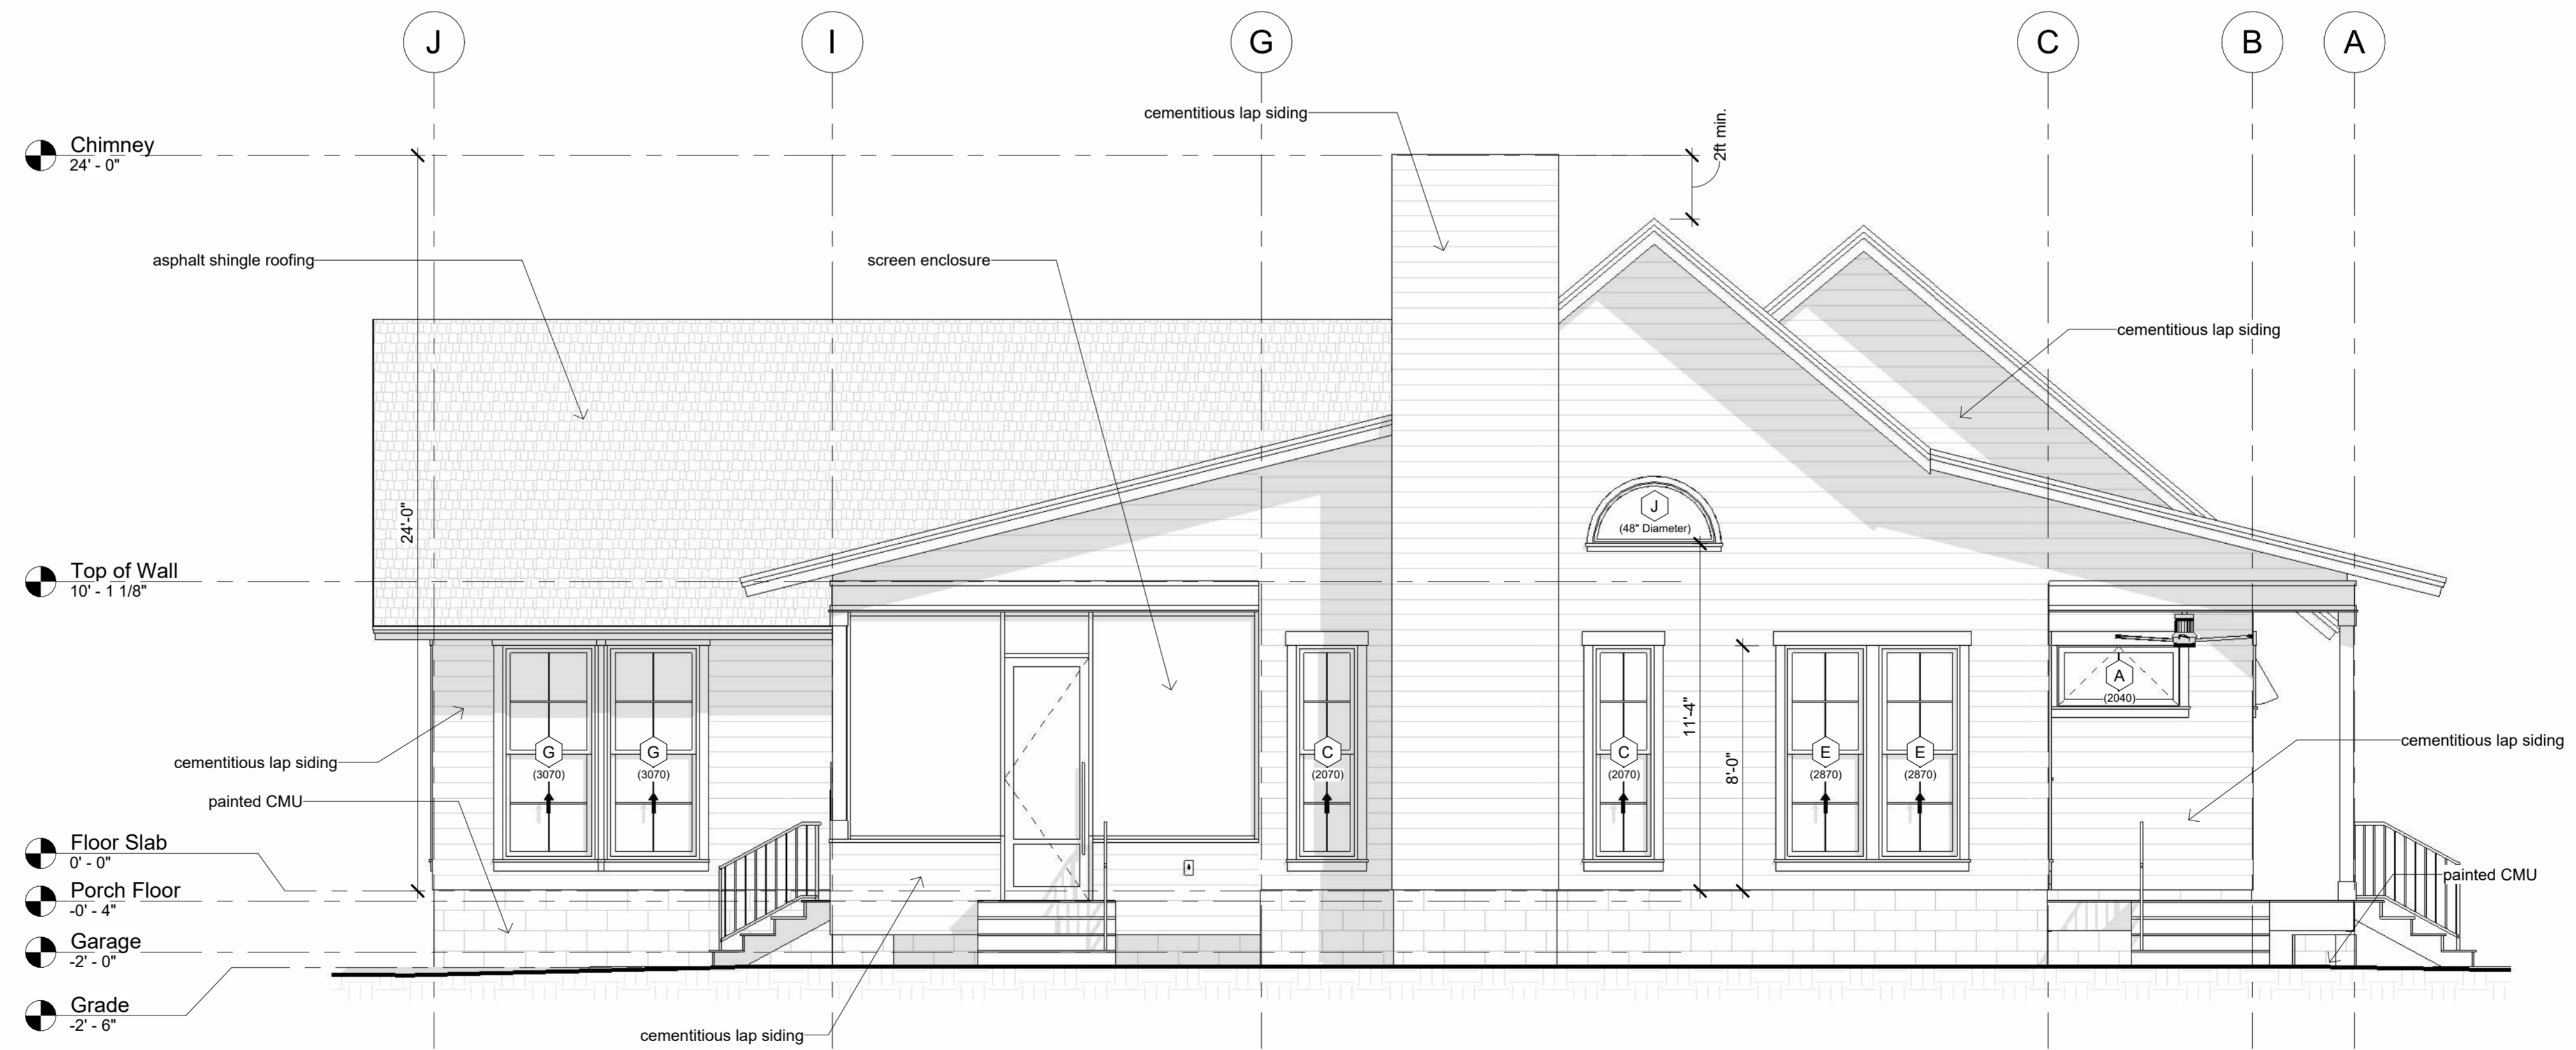 J
I
G
C
B
A
Chimney
24' - 0"
cementitious lap siding
2ft min.
asphalt shingle roofing
screen enclosure
cementitious lap siding
24'-0"
J
(48" Diameter)
Top of Wall
10' - 1 1/8"
A
(2040)
11'-4"
8'-0"
G
(3070)
G
(3070)
C
(2070)
C
(2070)
E
(2870)
E
(2870)
cementitious lap siding
cementitious lap siding
painted CMU
Floor Slab
0' - 0"
Porch Floor
-0' - 4"
painted CMU
Garage
-2' - 0"
Grade
-2' - 6"
cementitious lap siding